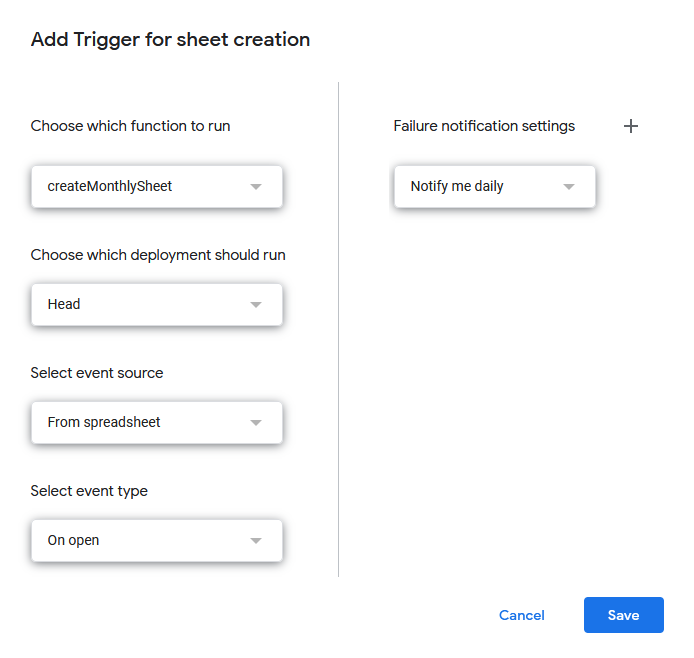 Add Trigger for sheet creation
Choose which function to run
createMonthlySheet
Choose which deployment should run
Head
Select event source
From spreadsheet
Select event type
On open
Failure notification settings
Notify me daily
Cancel
Save